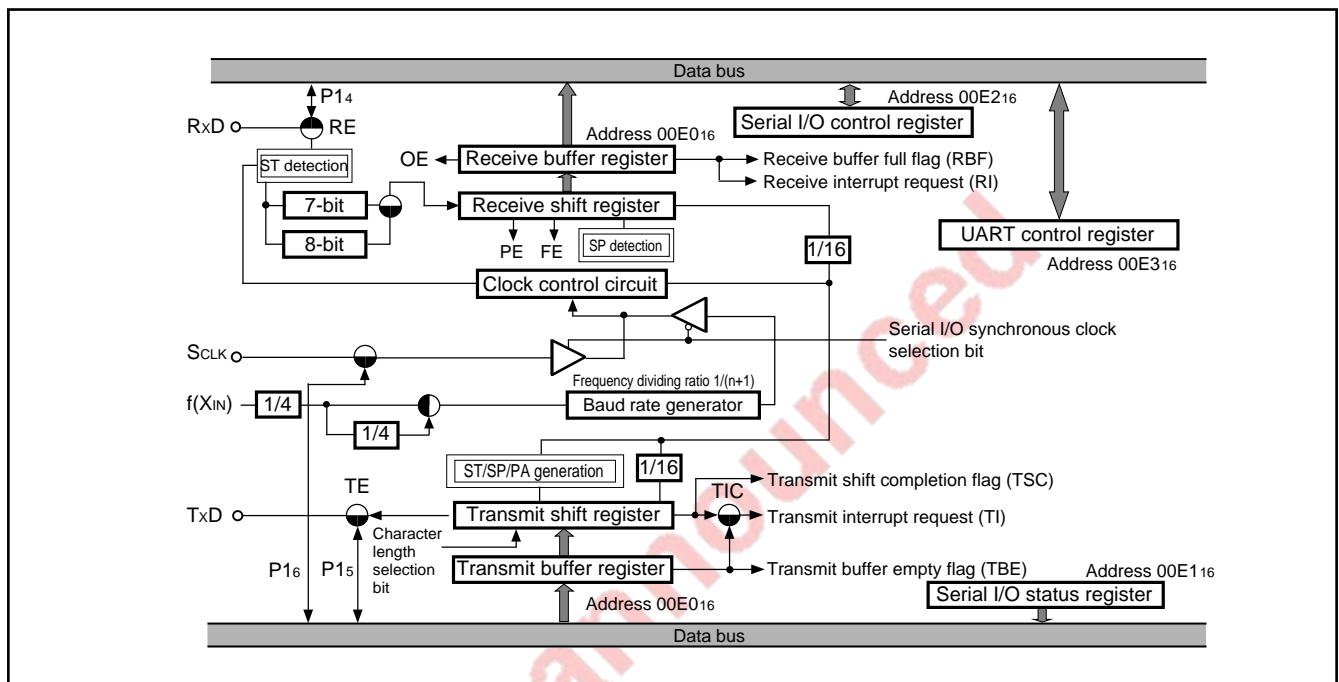 Data bus
P14
Address 00E216
RxD
RE
Serial I/O control register
Address 00E016
ST detection
OE
Receive buffer register
Receive buffer full flag (RBF)
Receive interrupt request (RI)
7-bit
Receive shift register
8-bit
PE
FE
SP detection
1/16
UART control register
Address 00E316
Clock control circuit
Serial I/O synchronous clock
selection bit
SCLK
Frequency dividing ratio 1/(n+1)
f(XIN)
1/4
Baud rate generator
1/4
ST/SP/PA generation
1/16
Transmit shift completion flag (TSC)
TE
TIC
TxD
Transmit shift register
Transmit interrupt request (TI)
Character
length
selection
bit
P16
P15
Transmit buffer register
Transmit buffer empty flag (TBE)
Address 00E116
Serial I/O status register
Address 00E016
Data bus
announced